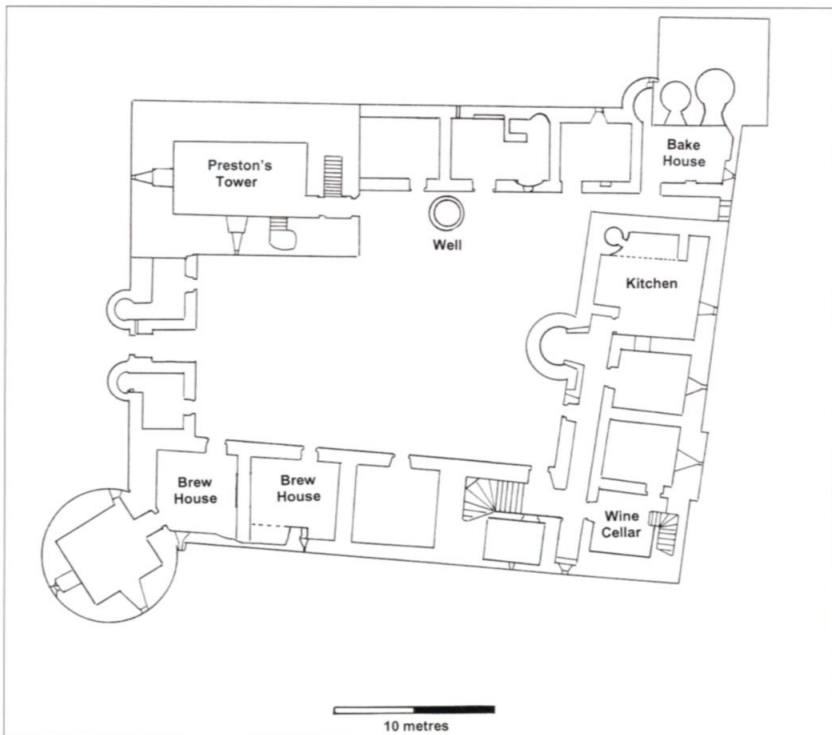 Preston's
Tower
Bake
House
Well
Kitchen
Brew
House
Brew
House
Wine
Cellar
10 metres